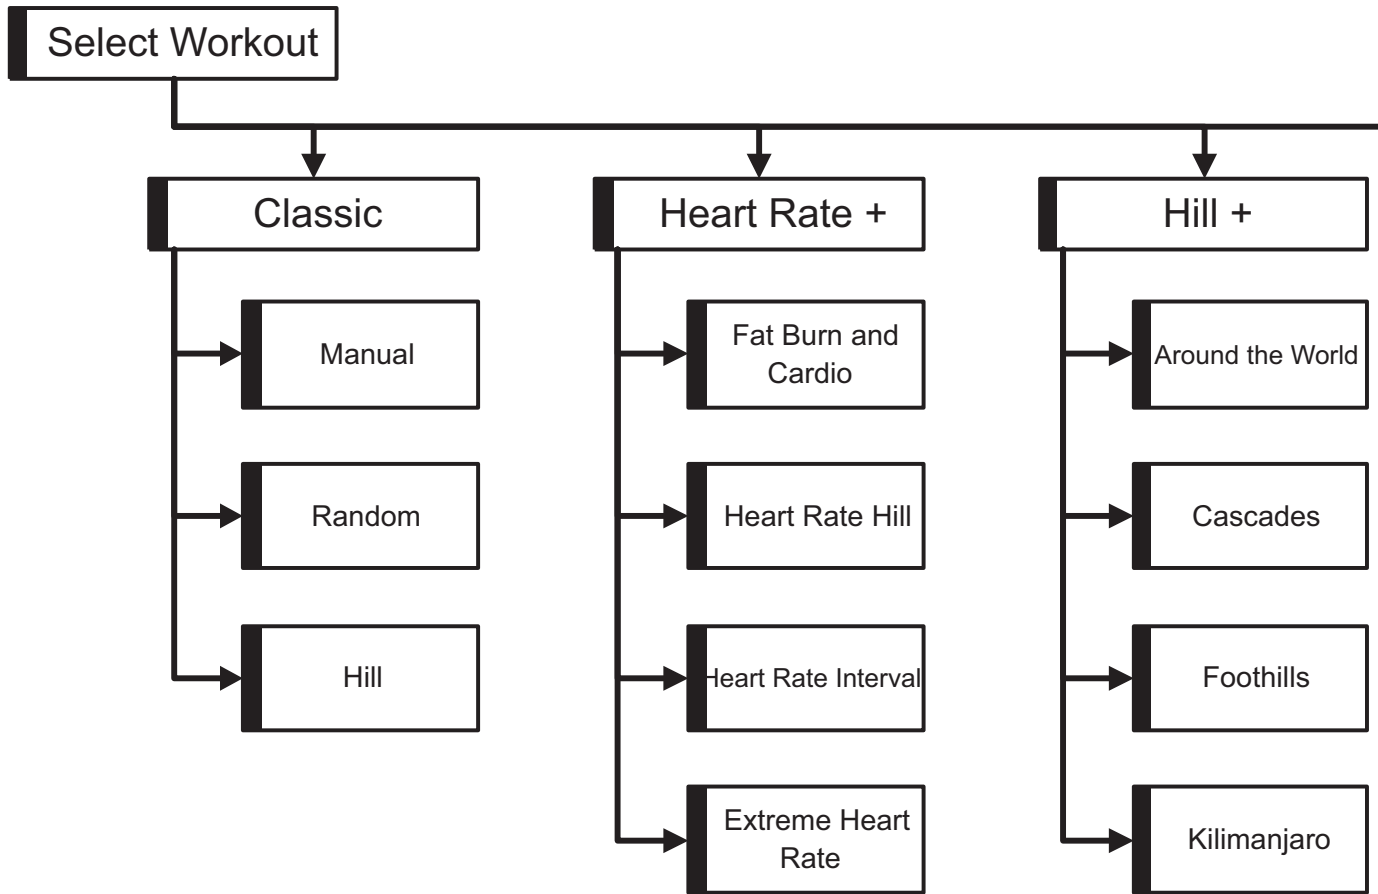 Select Workout
Classic
Heart Rate +
Hill +
Manual
Fat Burn and
Cardio
Around the World
Random
Heart Rate Hill
Cascades
Hill
Heart Rate Interval
Foothills
Extreme Heart
Rate
Kilimanjaro